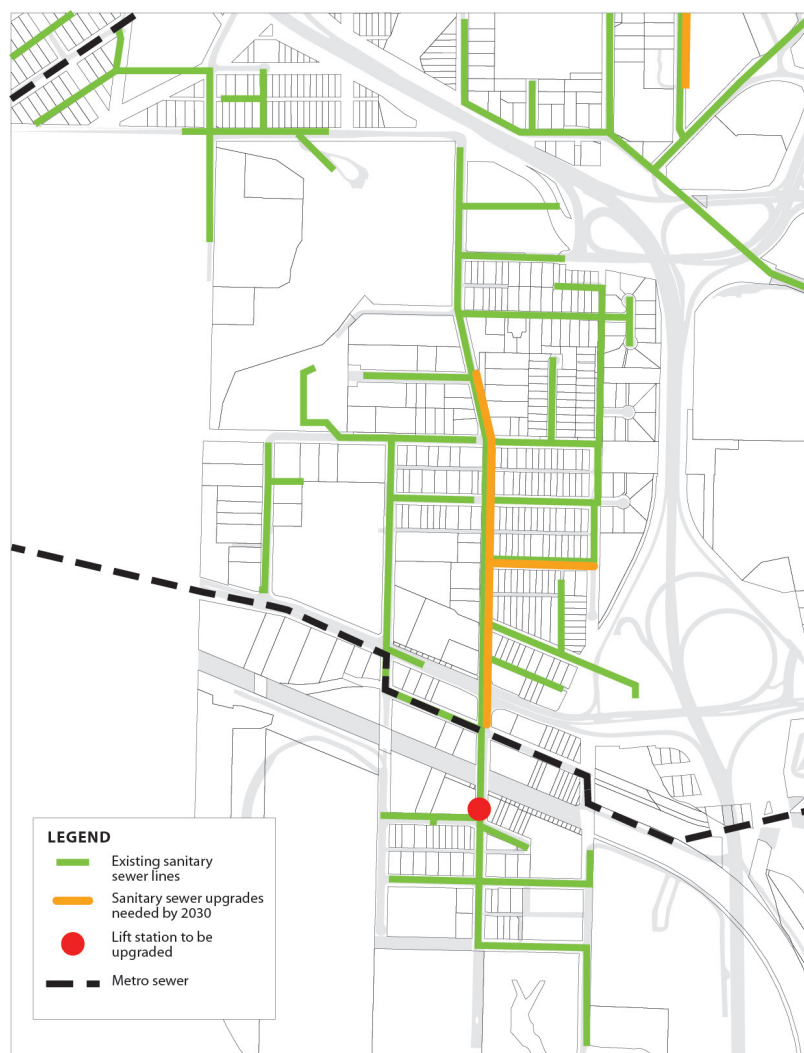 LEGEND
Existing sanitary
sewer lines
Sanitary sewer upgrades
needed by 2030
Lift station to be
upgraded
Metro sewer